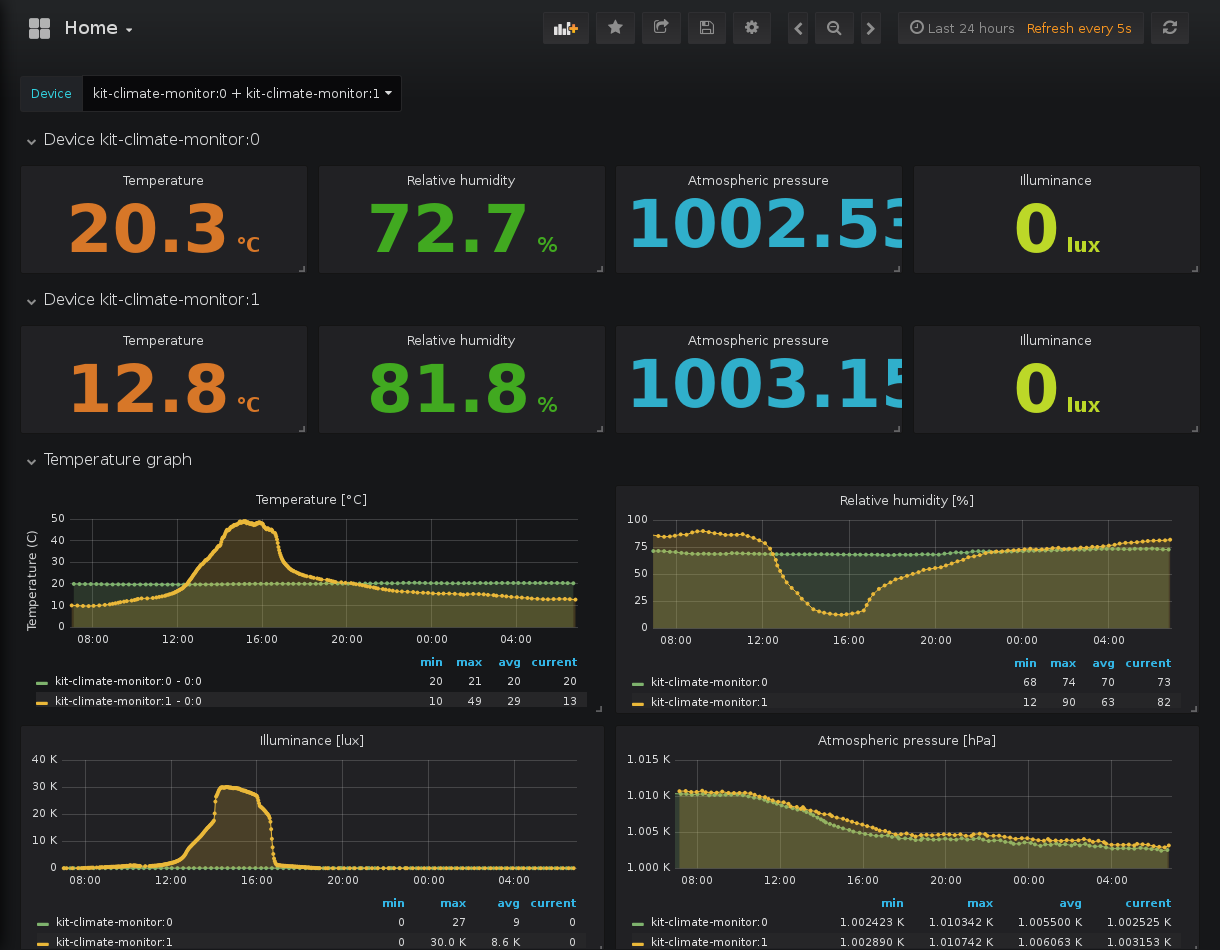 Home
Last 24 hours Refresh every 5s
Device kit-climate-monitor:0 + kit-climate-monitor:1
Device kit-climate-monitor:0
Temperature Relative humidity Atmospheric pressure Illuminance
20.3 °C 72.7 % 1002.53 0 lux
Device kit-climate-monitor:1
Temperature Relative humidity Atmospheric pressure Illuminance
12.8 °C 81.8 % 1003.15 0 lux
Temperature graph
Temperature [°C]
Temperature (C)
50
40
30
20
10
0
08:00 12:00 16:00 20:00 00:00 04:00
min max avg current
kit-climate-monitor:0 - 0:0 20 21 20 20
kit-climate-monitor:1 - 0:0 10 49 29 13
Relative humidity [%]
100
75
50
25
0
08:00 12:00 16:00 20:00 00:00 04:00
min max avg current
kit-climate-monitor:0 68 74 70 73
kit-climate-monitor:1 12 90 63 82
Illuminance [lux]
40 K
30 K
20 K
10 K
0
08:00 12:00 16:00 20:00 00:00 04:00
min max avg current
kit-climate-monitor:0 0 27 9 0
kit-climate-monitor:1 0 30.0 K 8.6 K 0
Atmospheric pressure [hPa]
1.015 K
1.010 K
1.005 K
1.000 K
08:00 12:00 16:00 20:00 00:00 04:00
min max avg current
kit-climate-monitor:0 1.002423 K 1.010342 K 1.005500 K 1.002525 K
kit-climate-monitor:1 1.002890 K 1.010742 K 1.006063 K 1.003153 K